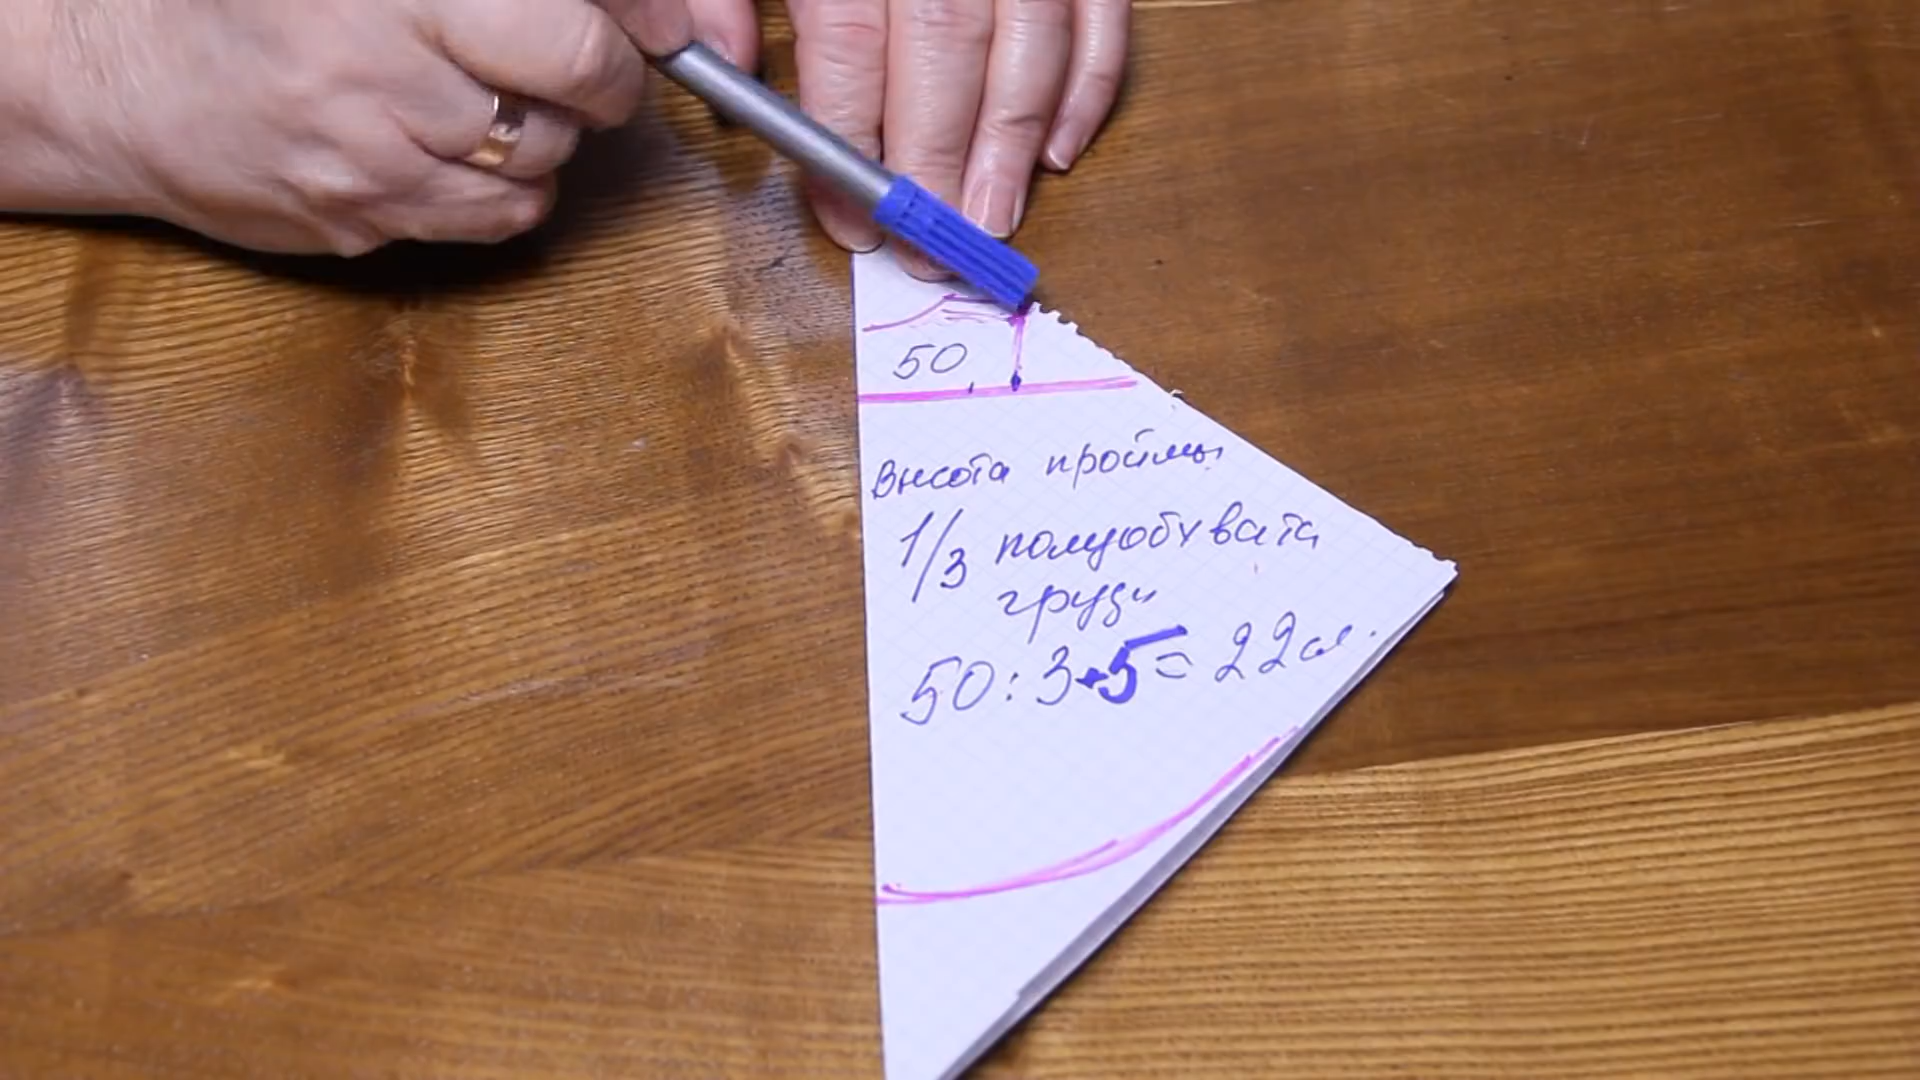 50
Высота проймы
1/3 полуобхвата
груди
50:3+5=22см.